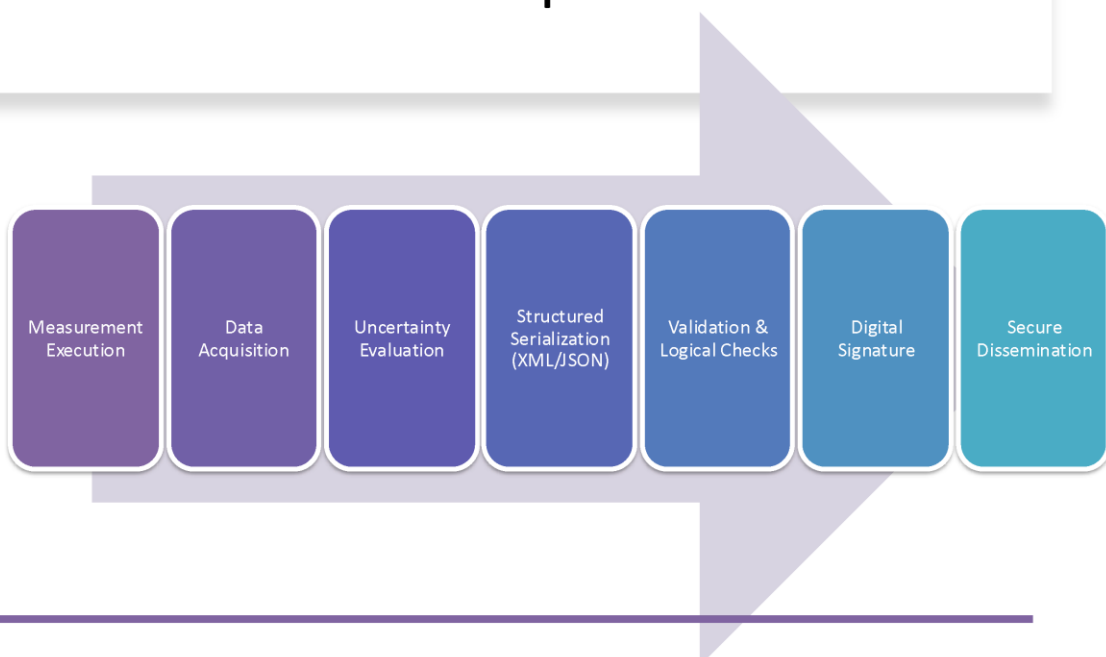 Measurement
Execution
Data
Acquisition
Uncertainty
Evaluation
Structured
Serialization
(XML/JSON)
Validation &
Logical Checks
Digital
Signature
Secure
Dissemination